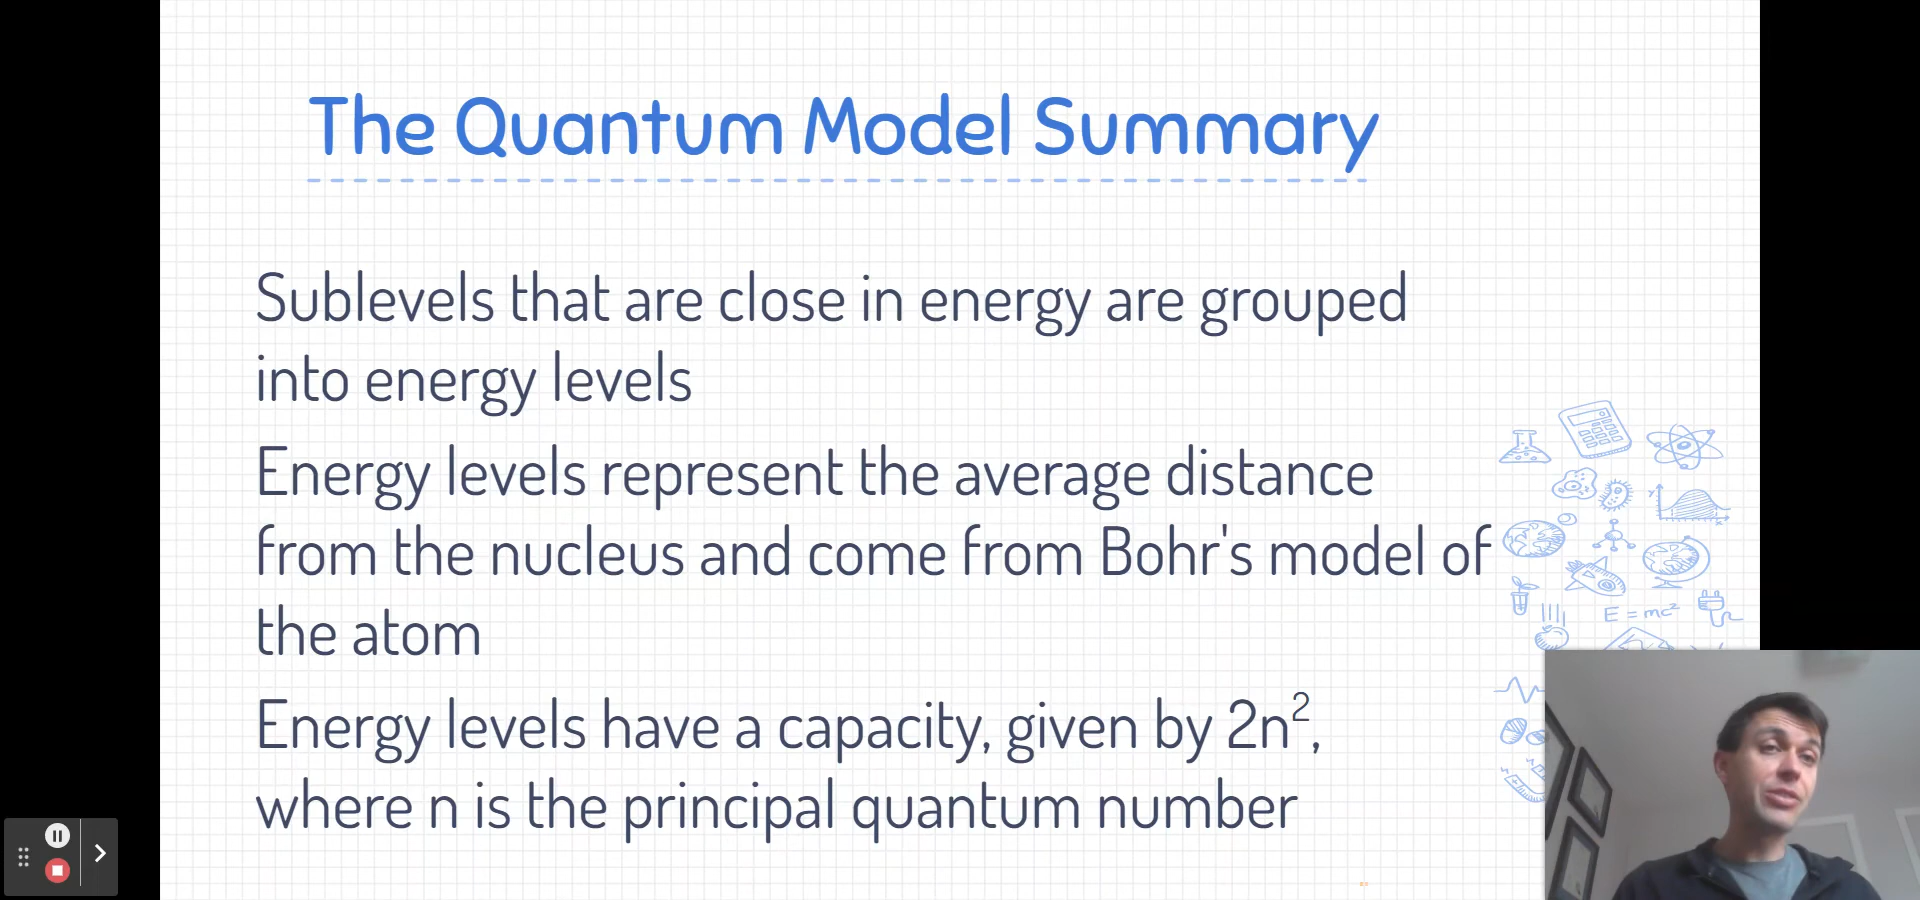 The Quantum Model Summary
Sublevels that are close in energy are grouped
into energy levels
Energy levels represent the average distance
from the nucleus and come from Bohr's model of
the atom
Energy levels have a capacity, given by 2n²,
where n is the principal quantum number
E = mc²